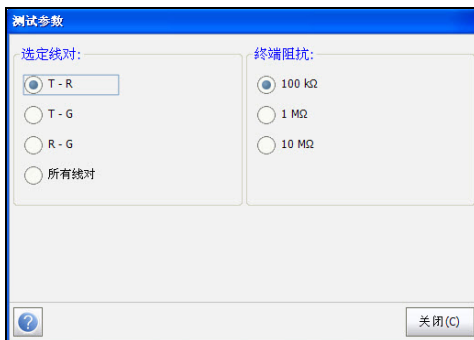 测试参数
选定线对:
T - R
T - G
R - G
所有线对
终端阻抗:
100 kΩ
1 MΩ
10 MΩ
?
关闭(C)